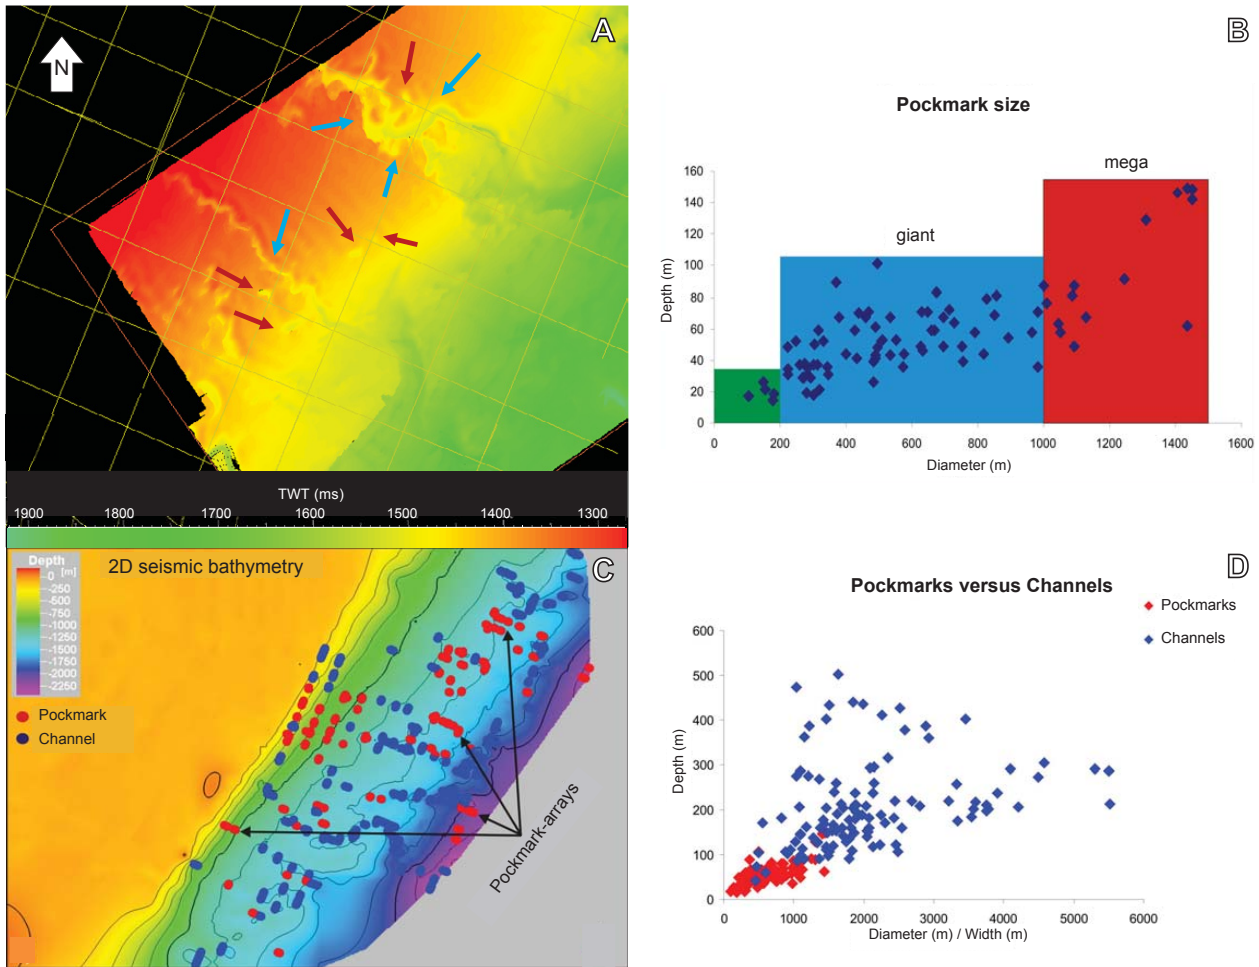 A
N
TWT (ms)
1900 1800 1700 1600 1500 1400 1300
B
Pockmark size
mega
giant
160
140
120
100
80
60
40
20
0
Depth (m)
0 200 400 600 800 1000 1200 1400 1600
Diameter (m)
C
2D seismic bathymetry
Depth
[m]
0
-250
-500
-750
-1000
-1250
-1500
-1750
-2000
-2250
Pockmark
Channel
Pockmark-arrays
D
Pockmarks versus Channels
Pockmarks
Channels
600
500
400
300
200
100
0
Depth (m)
0 1000 2000 3000 4000 5000 6000
Diameter (m) / Width (m)